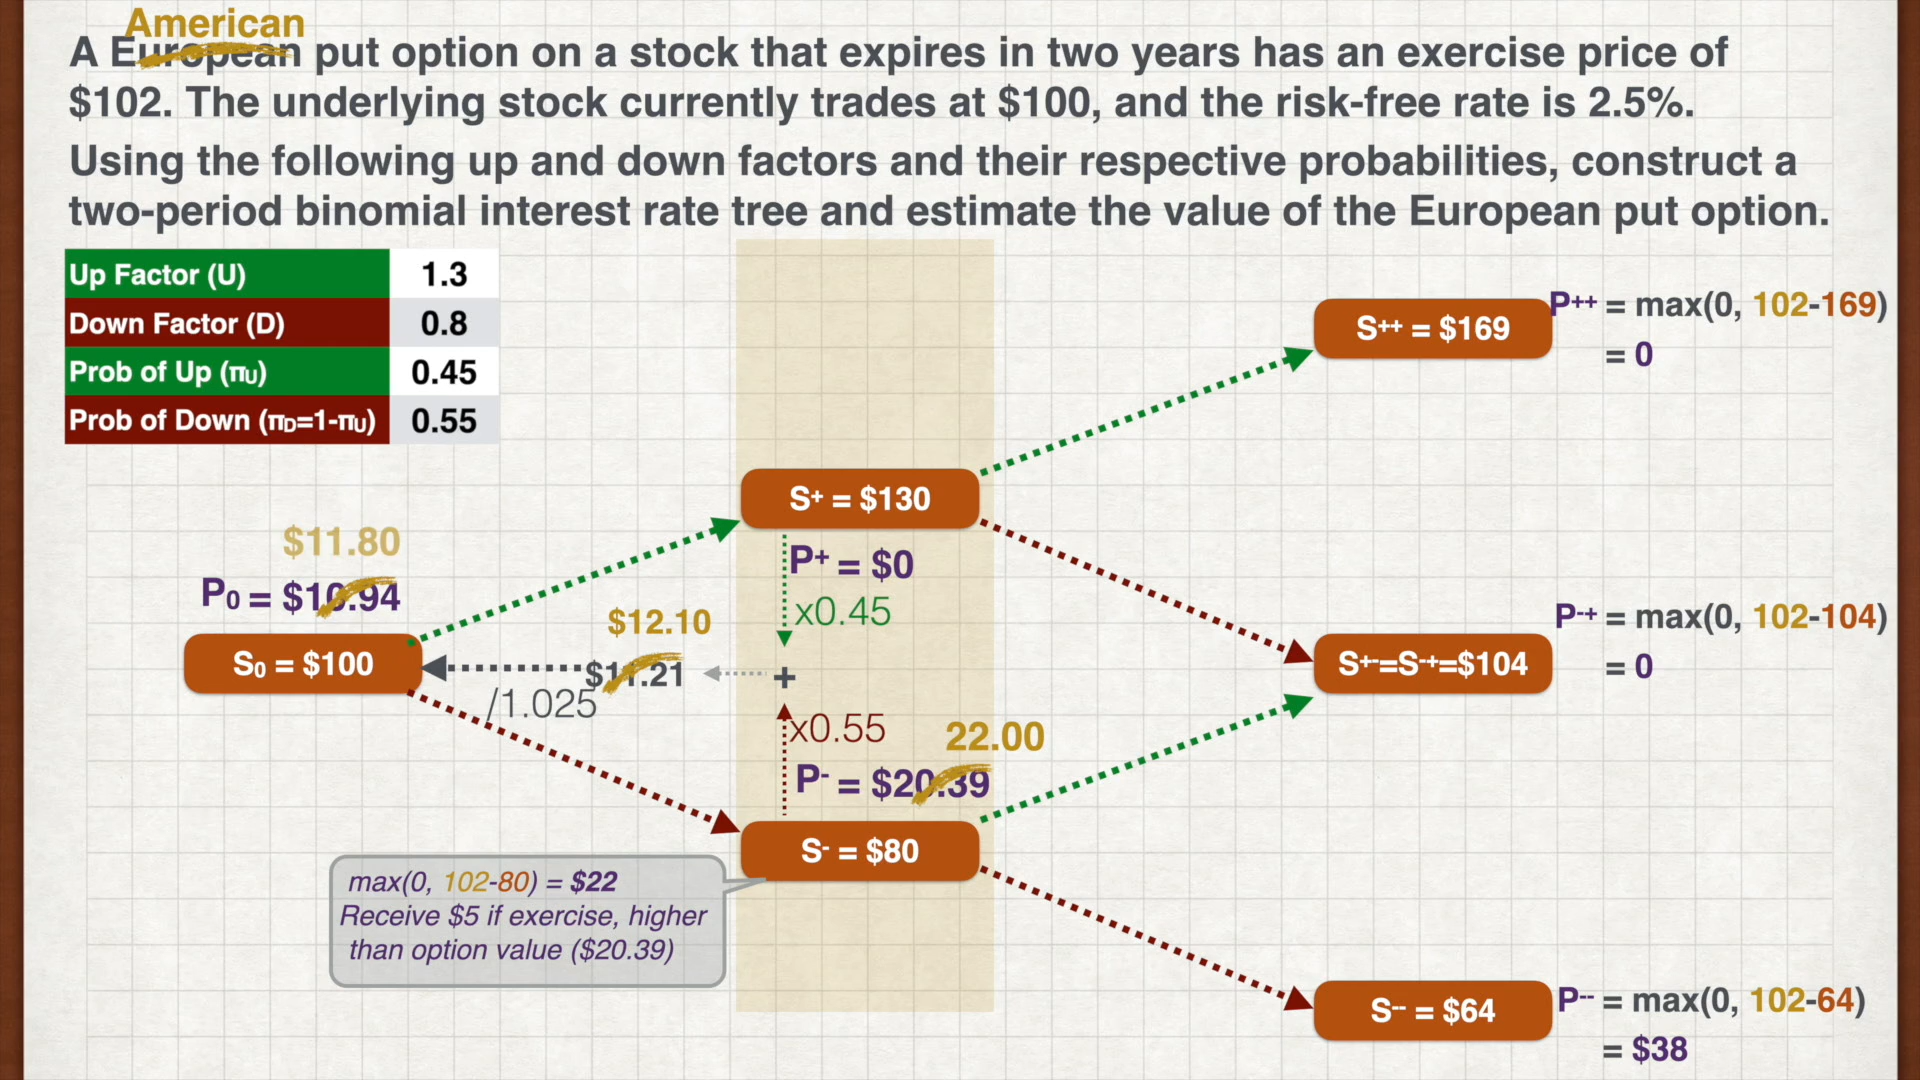 American
A European put option on a stock that expires in two years has an exercise price of
$102. The underlying stock currently trades at $100, and the risk-free rate is 2.5%.
Using the following up and down factors and their respective probabilities, construct a
two-period binomial interest rate tree and estimate the value of the European put option.
Up Factor (U) 1.3
Down Factor (D) 0.8
Prob of Up (πU) 0.45
Prob of Down (πD=1-πU) 0.55
S++ = $169
P++ = max(0, 102-169)
= 0
S+ = $130
P+ = $0
x0.45
$11.80
P0 = $10.94
S0 = $100
$12.10
$11.21
/1.025
+
x0.55
22.00
P- = $20.39
S- = $80
S+-=S-+=$104
P-+ = max(0, 102-104)
= 0
max(0, 102-80) = $22
Receive $5 if exercise, higher
than option value ($20.39)
S-- = $64
P-- = max(0, 102-64)
= $38